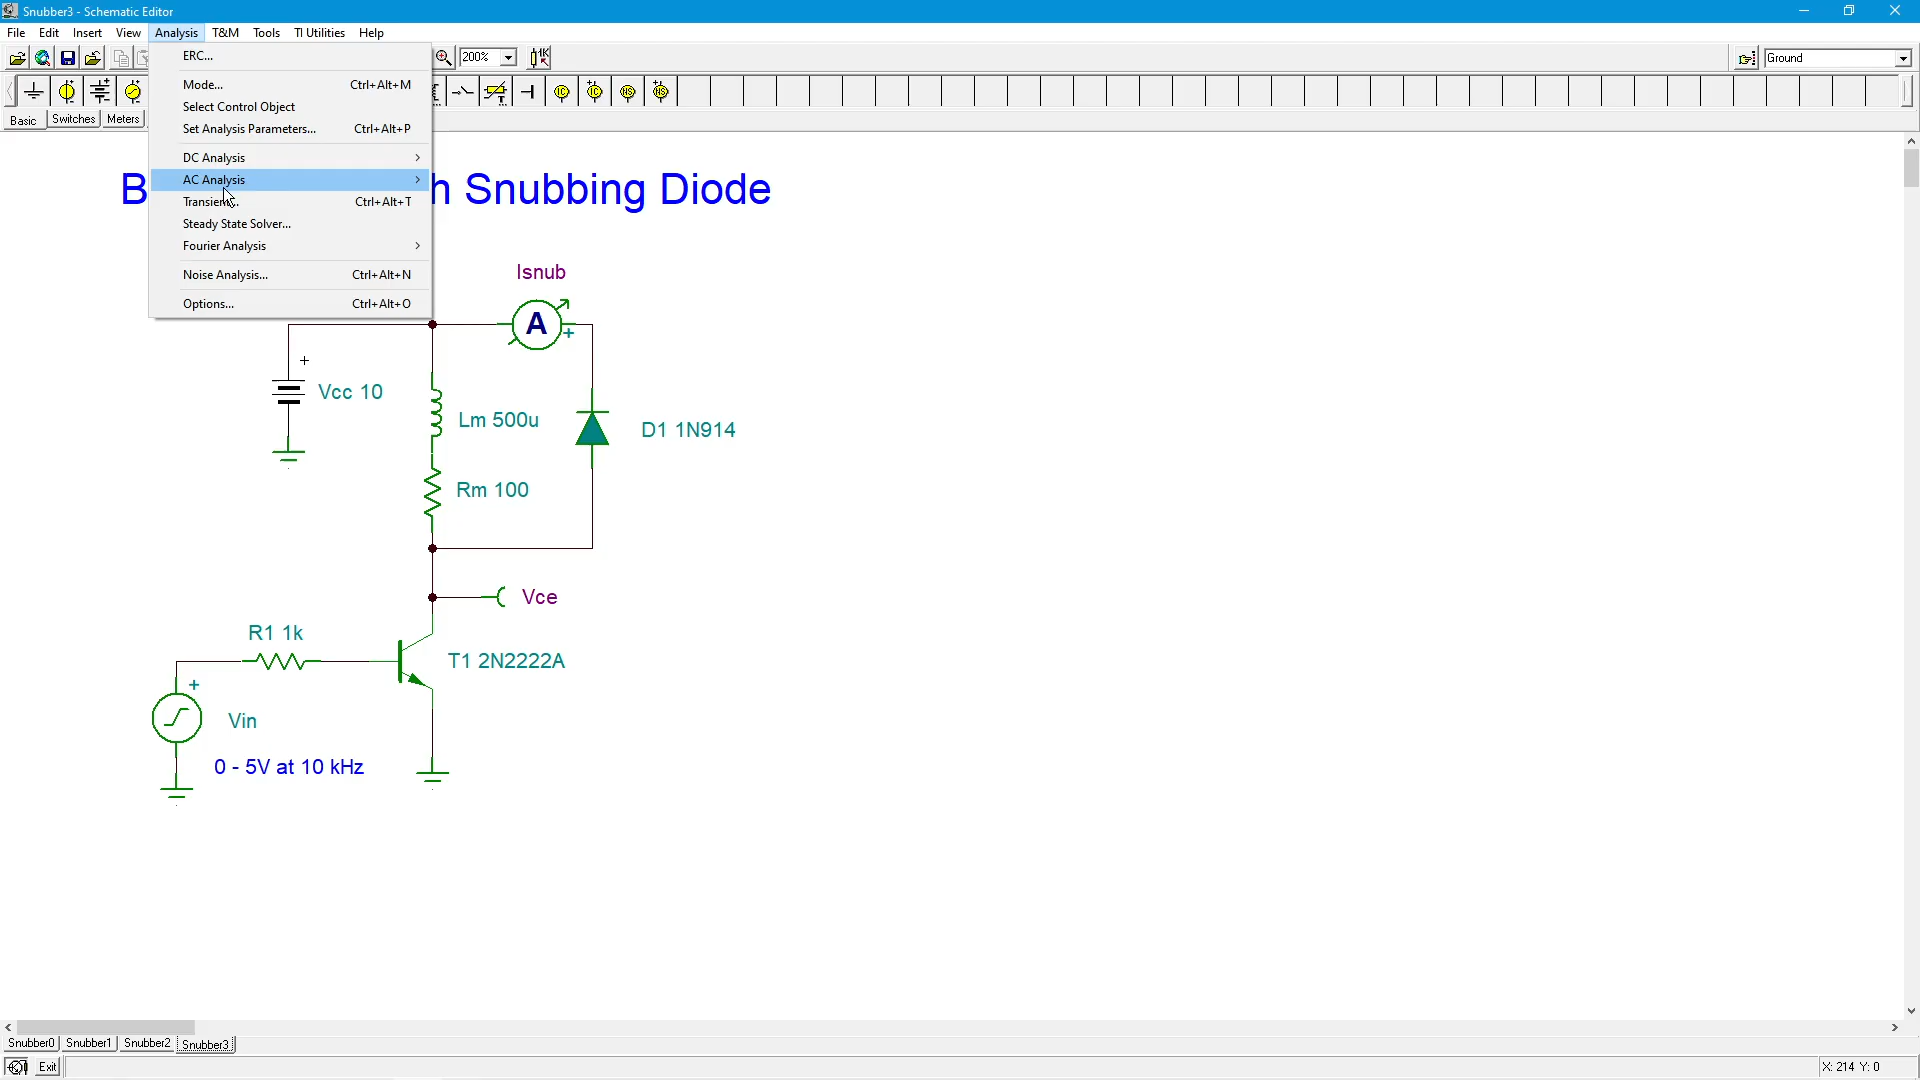 Snubber3 - Schematic Editor
File Edit Insert View Analysis T&M Tools TI Utilities Help
200%
Ground
Basic Switches Meters
ERC...
Mode... Ctrl+Alt+M
Select Control Object
Set Analysis Parameters... Ctrl+Alt+P
DC Analysis
AC Analysis
Transient... Ctrl+Alt+T
Steady State Solver...
Fourier Analysis
Noise Analysis... Ctrl+Alt+N
Options... Ctrl+Alt+O
B h Snubbing Diode
Isnub
A
+
+
Vcc 10
Lm 500u
D1 1N914
Rm 100
Vce
R1 1k
T1 2N2222A
+
Vin
0 - 5V at 10 kHz
Snubber0 Snubber1 Snubber2 Snubber3
Exit
X: 214 Y: 0